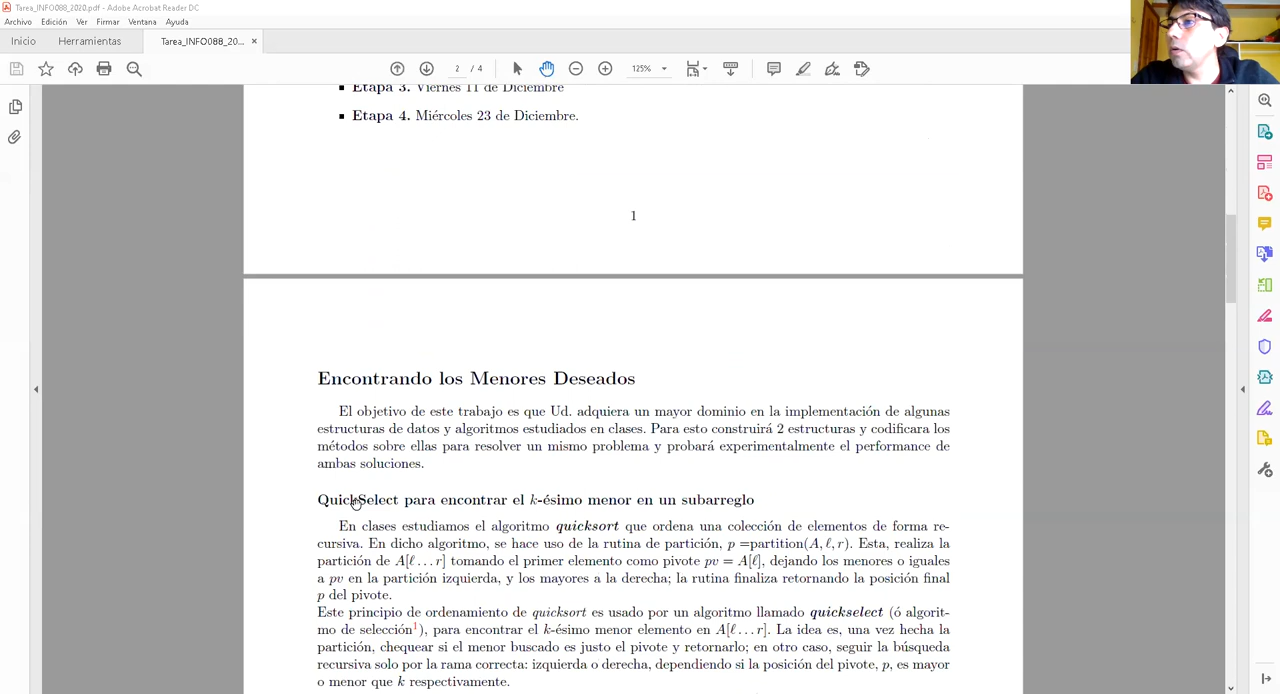 Tarea_INFO088_2020.pdf - Adobe Acrobat Reader DC
Archivo Edición Ver Firmar Ventana Ayuda
Inicio Herramientas Tarea_INFO088_20... ×
2 / 4 125%
▪ Etapa 3. Viernes 11 de Diciembre
▪ Etapa 4. Miércoles 23 de Diciembre.
1
Encontrando los Menores Deseados
El objetivo de este trabajo es que Ud. adquiera un mayor dominio en la implementación de algunas
estructuras de datos y algoritmos estudiados en clases. Para esto construirá 2 estructuras y codificara los
métodos sobre ellas para resolver un mismo problema y probará experimentalmente el performance de
ambas soluciones.
QuickSelect para encontrar el k-ésimo menor en un subarreglo
En clases estudiamos el algoritmo quicksort que ordena una colección de elementos de forma re-
cursiva. En dicho algoritmo, se hace uso de la rutina de partición, p =partition(A, ℓ, r). Esta, realiza la
partición de A[ℓ . . . r] tomando el primer elemento como pivote pv = A[ℓ], dejando los menores o iguales
a pv en la partición izquierda, y los mayores a la derecha; la rutina finaliza retornando la posición final
p del pivote.
Este principio de ordenamiento de quicksort es usado por un algoritmo llamado quickselect (ó algorit-
mo de selección1), para encontrar el k-ésimo menor elemento en A[ℓ . . . r]. La idea es, una vez hecha la
partición, chequear si el menor buscado es justo el pivote y retornarlo; en otro caso, seguir la búsqueda
recursiva solo por la rama correcta: izquierda o derecha, dependiendo si la posición del pivote, p, es mayor
o menor que k respectivamente.